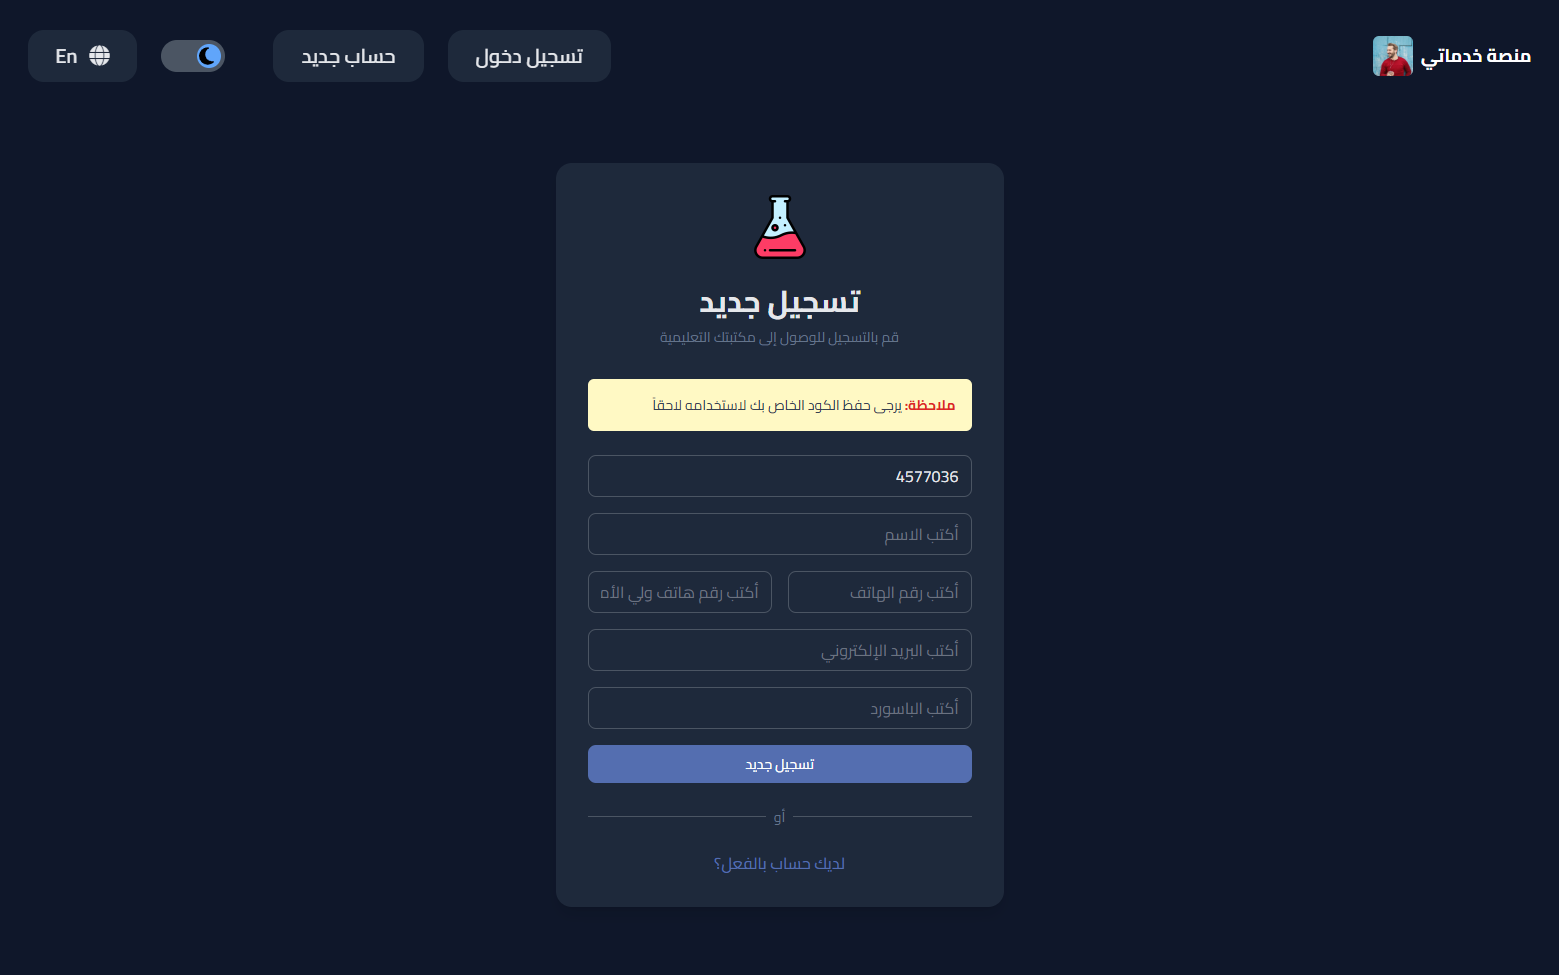 منصة خدماتي
تسجيل دخول
حساب جديد
En
تسجيل جديد
قم بالتسجيل للوصول إلى مكتبتك التعليمية
ملاحظة: يرجى حفظ الكود الخاص بك لاستخدامه لاحقاً
4577036
أكتب الاسم
أكتب رقم الهاتف
أكتب رقم هاتف ولي الأم
أكتب البريد الإلكتروني
أكتب الباسورد
تسجيل جديد
أو
لديك حساب بالفعل؟